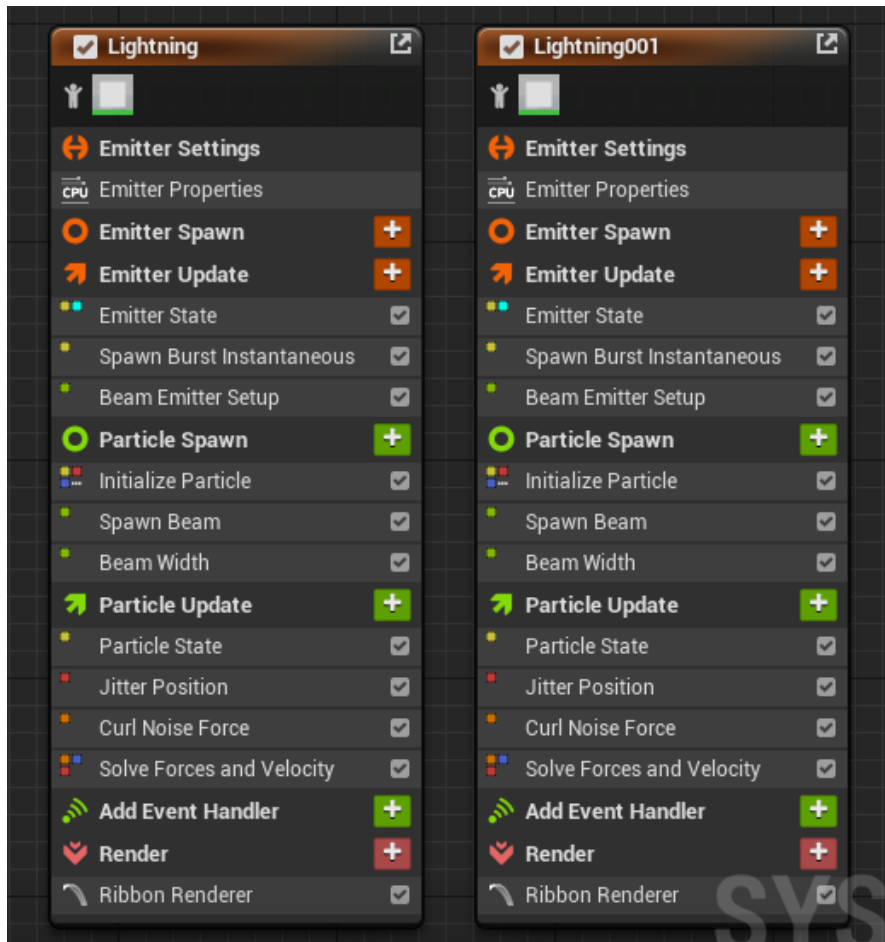 Lightning
Emitter Settings
CPU Emitter Properties
Emitter Spawn
Emitter Update
Emitter State
Spawn Burst Instantaneous
Beam Emitter Setup
Particle Spawn
Initialize Particle
Spawn Beam
Beam Width
Particle Update
Particle State
Jitter Position
Curl Noise Force
Solve Forces and Velocity
Add Event Handler
Render
Ribbon Renderer
Lightning001
Emitter Settings
CPU Emitter Properties
Emitter Spawn
Emitter Update
Emitter State
Spawn Burst Instantaneous
Beam Emitter Setup
Particle Spawn
Initialize Particle
Spawn Beam
Beam Width
Particle Update
Particle State
Jitter Position
Curl Noise Force
Solve Forces and Velocity
Add Event Handler
Render
Ribbon Renderer
SYS